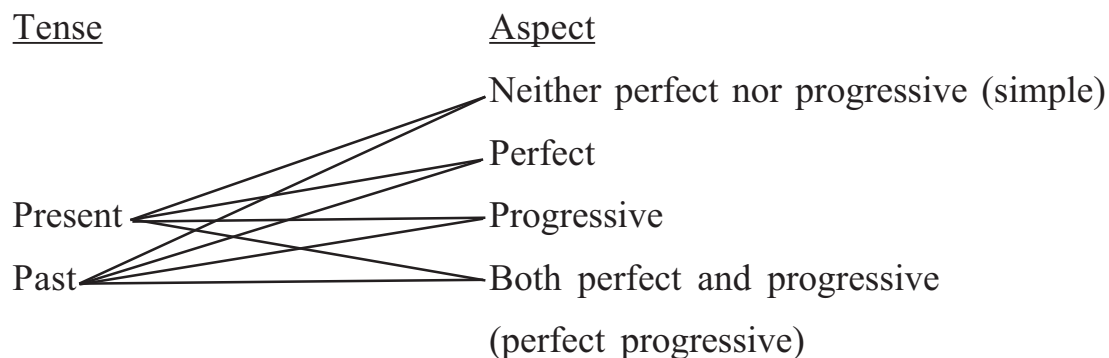 Tense Aspect
Neither perfect nor progressive (simple)
Perfect
Present Progressive
Past Both perfect and progressive
(perfect progressive)